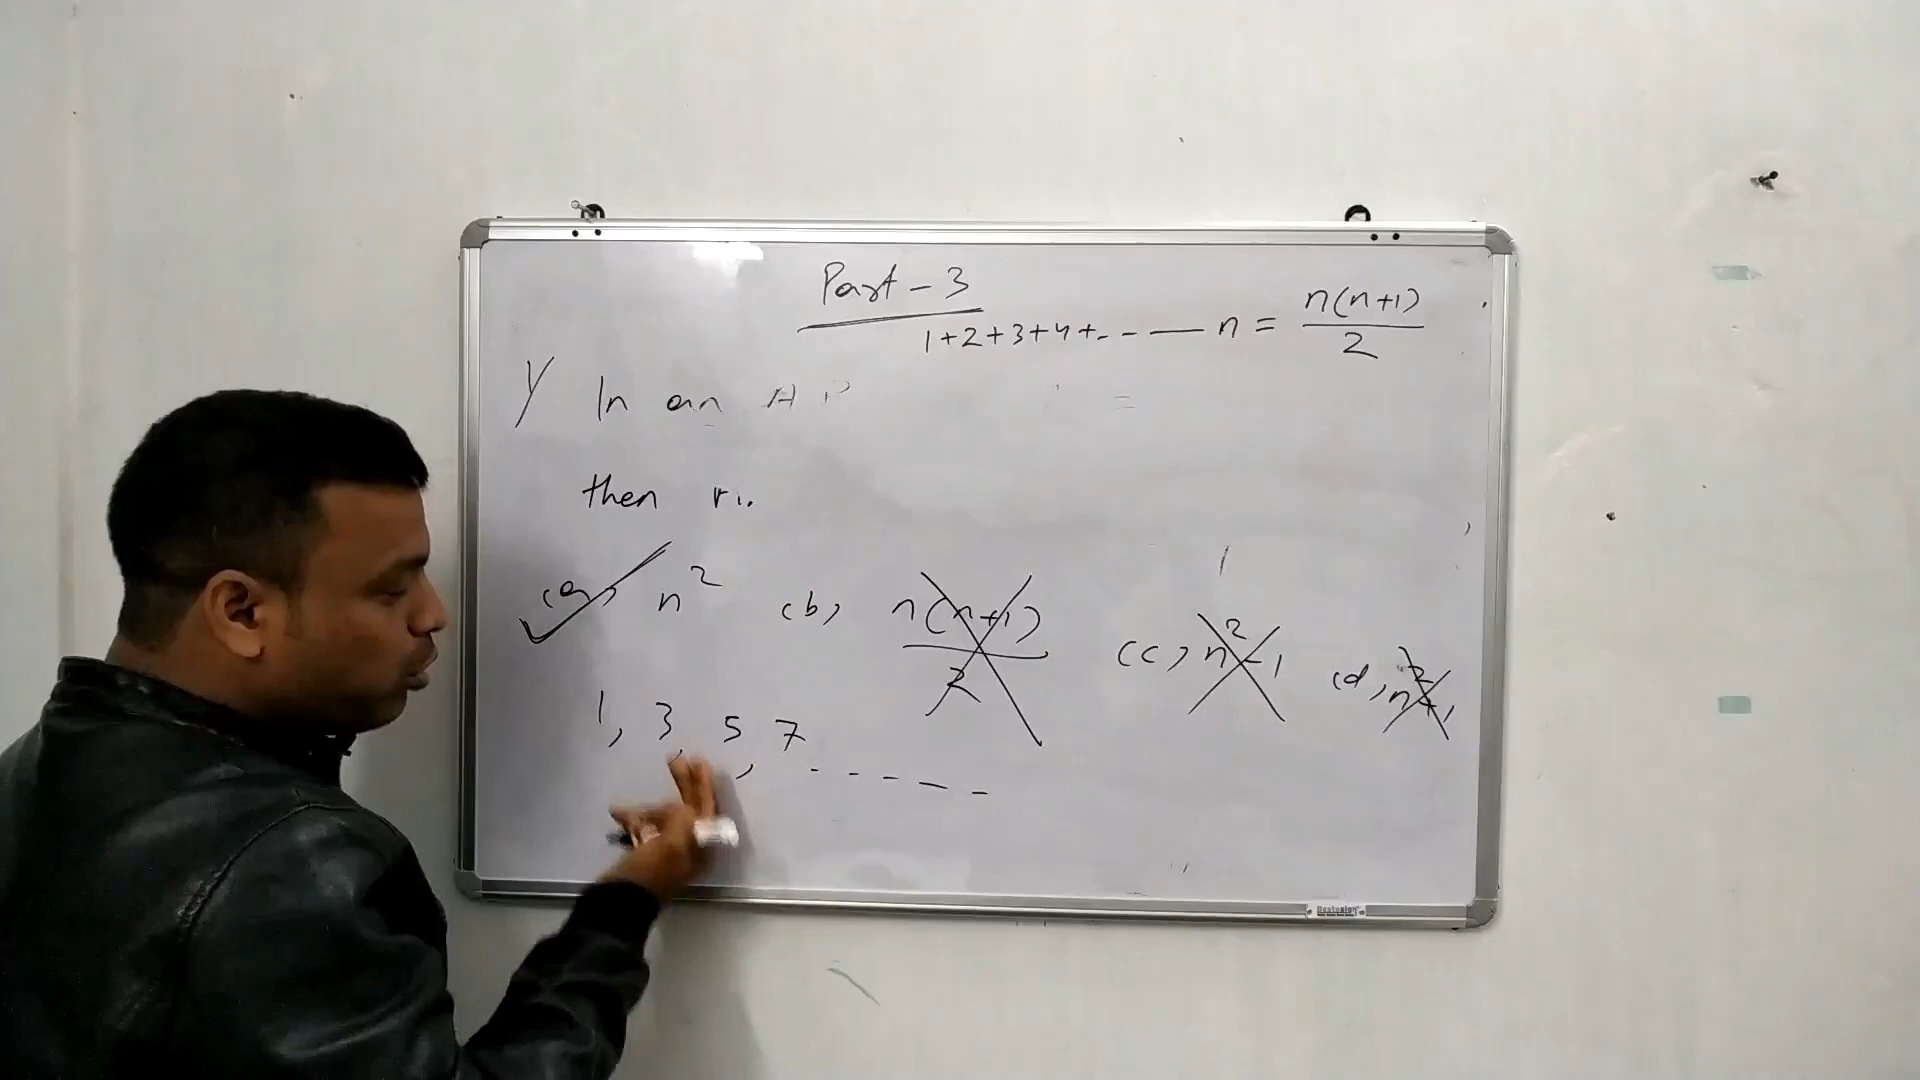 Part - 3
1+2+3+4+. - - — n = n(n+1)/2
Y In an AP =
then
(a), n² (b), n(n+1)/2 (c), n²-1 (d), n²+1
1, 3, 5, 7 - - - - -